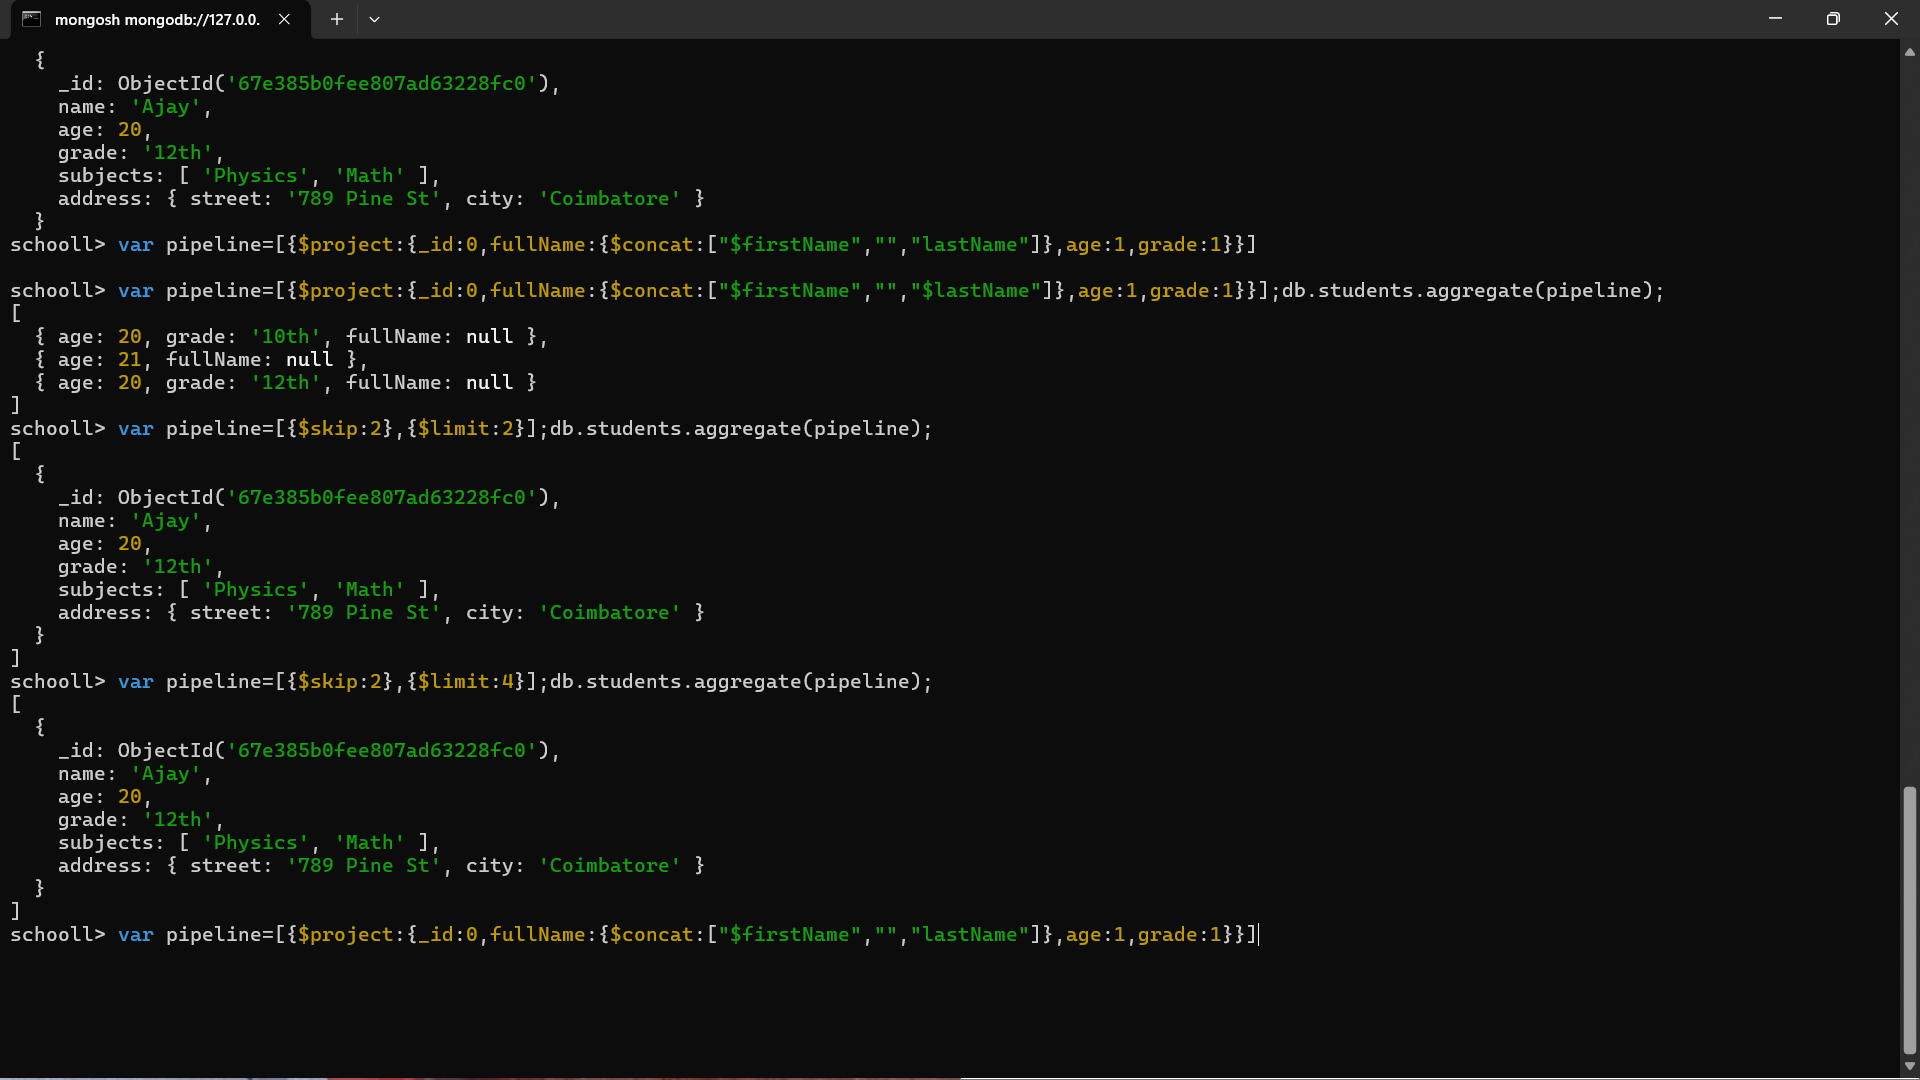 mongosh mongodb://127.0.0.
{
_id: ObjectId('67e385b0fee807ad63228fc0'),
name: 'Ajay',
age: 20,
grade: '12th',
subjects: [ 'Physics', 'Math' ],
address: { street: '789 Pine St', city: 'Coimbatore' }
}
schooll> var pipeline=[{$project:{_id:0,fullName:{$concat:["$firstName","","lastName"]},age:1,grade:1}}]
schooll> var pipeline=[{$project:{_id:0,fullName:{$concat:["$firstName","","$lastName"]},age:1,grade:1}}];db.students.aggregate(pipeline);
[
{ age: 20, grade: '10th', fullName: null },
{ age: 21, fullName: null },
{ age: 20, grade: '12th', fullName: null }
]
schooll> var pipeline=[{$skip:2},{$limit:2}];db.students.aggregate(pipeline);
[
{
_id: ObjectId('67e385b0fee807ad63228fc0'),
name: 'Ajay',
age: 20,
grade: '12th',
subjects: [ 'Physics', 'Math' ],
address: { street: '789 Pine St', city: 'Coimbatore' }
}
]
schooll> var pipeline=[{$skip:2},{$limit:4}];db.students.aggregate(pipeline);
[
{
_id: ObjectId('67e385b0fee807ad63228fc0'),
name: 'Ajay',
age: 20,
grade: '12th',
subjects: [ 'Physics', 'Math' ],
address: { street: '789 Pine St', city: 'Coimbatore' }
}
]
schooll> var pipeline=[{$project:{_id:0,fullName:{$concat:["$firstName","","lastName"]},age:1,grade:1}}]